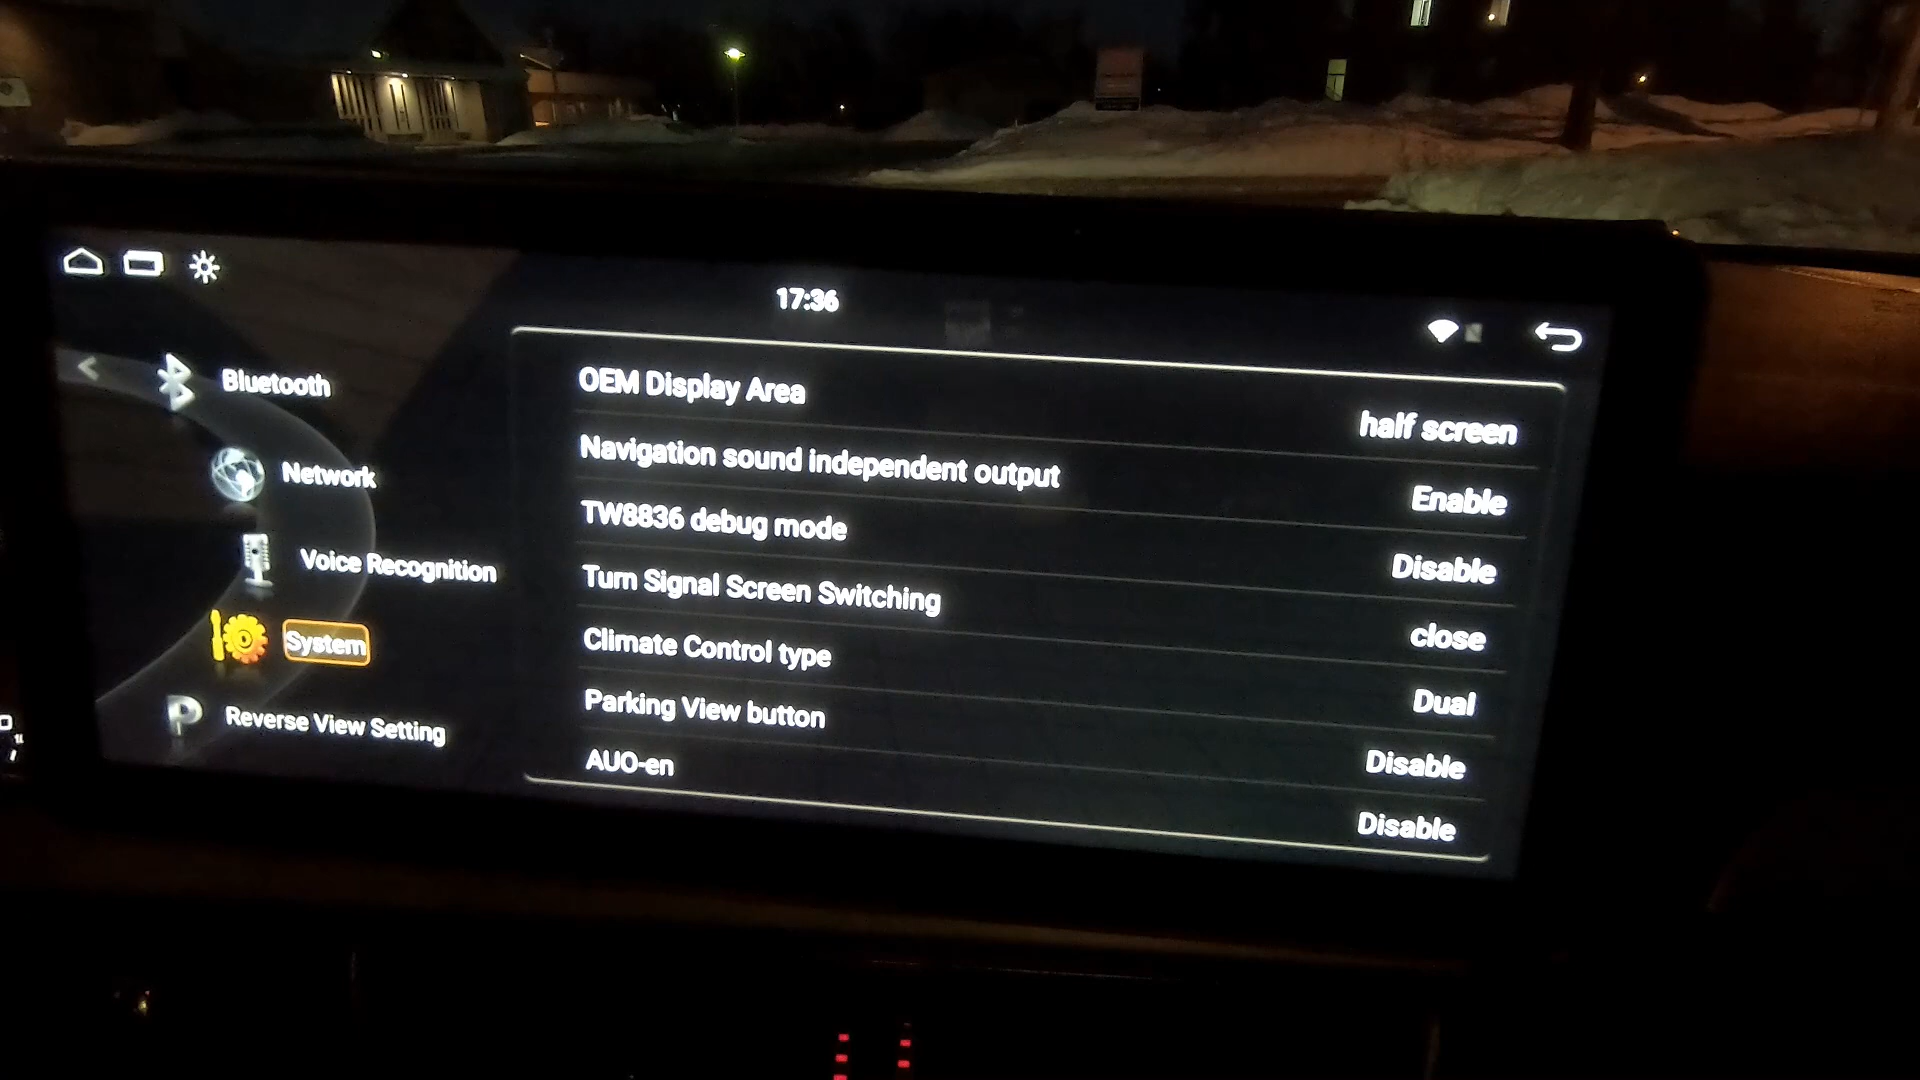 17:36
Bluetooth
Network
Voice Recognition
System
Reverse View Setting
OEM Display Area
half screen
Navigation sound independent output
Enable
TW8836 debug mode
Disable
Turn Signal Screen Switching
close
Climate Control type
Dual
Parking View button
Disable
AUO-en
Disable